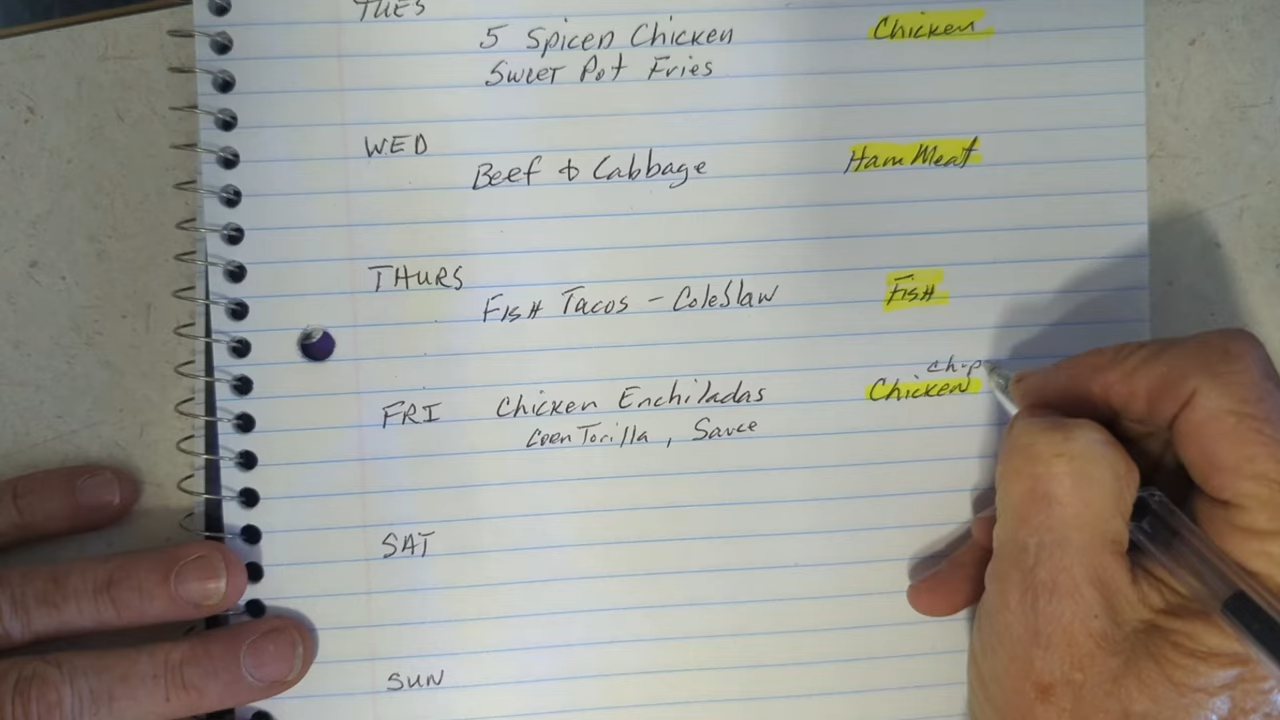 TUES
5 Spicen Chicken Chicken
Sweet Pot Fries
WED
Beef & Cabbage Ham Meat
THURS
Fish Tacos - Coleslaw Fish
chop
FRI Chicken Enchiladas Chicken
Corn Torilla, Sauce
SAT
SUN